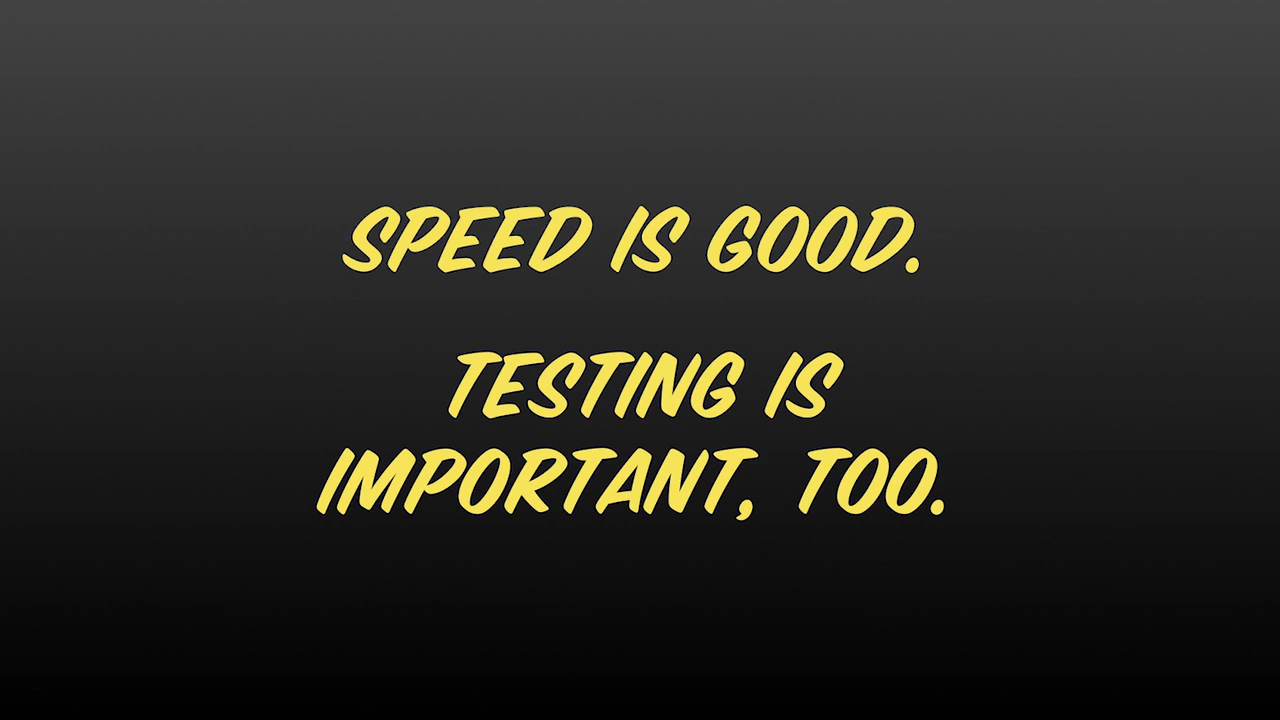 SPEED IS GOOD.
TESTING IS
IMPORTANT, TOO.